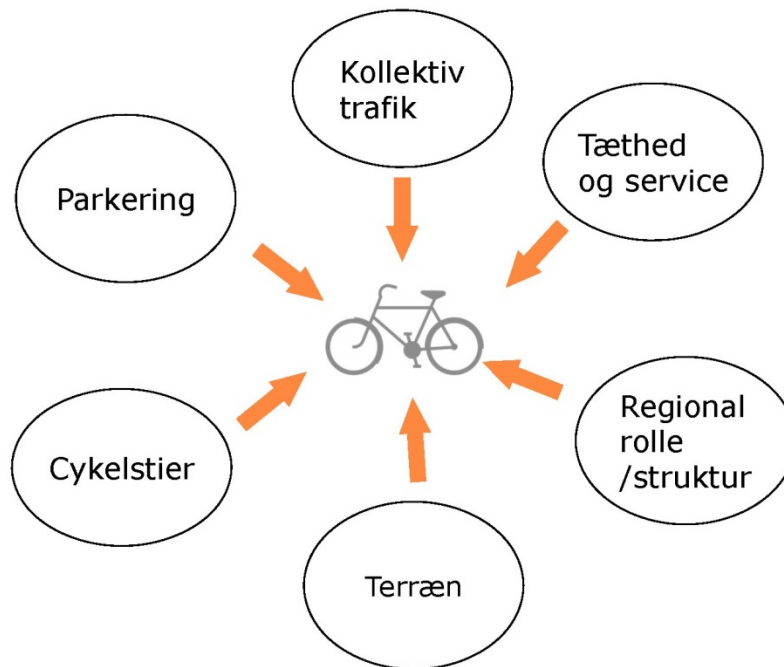 Kollektiv
trafik
Tæthed
og service
Parkering
Regional
rolle
/struktur
Cykelstier
Terræn